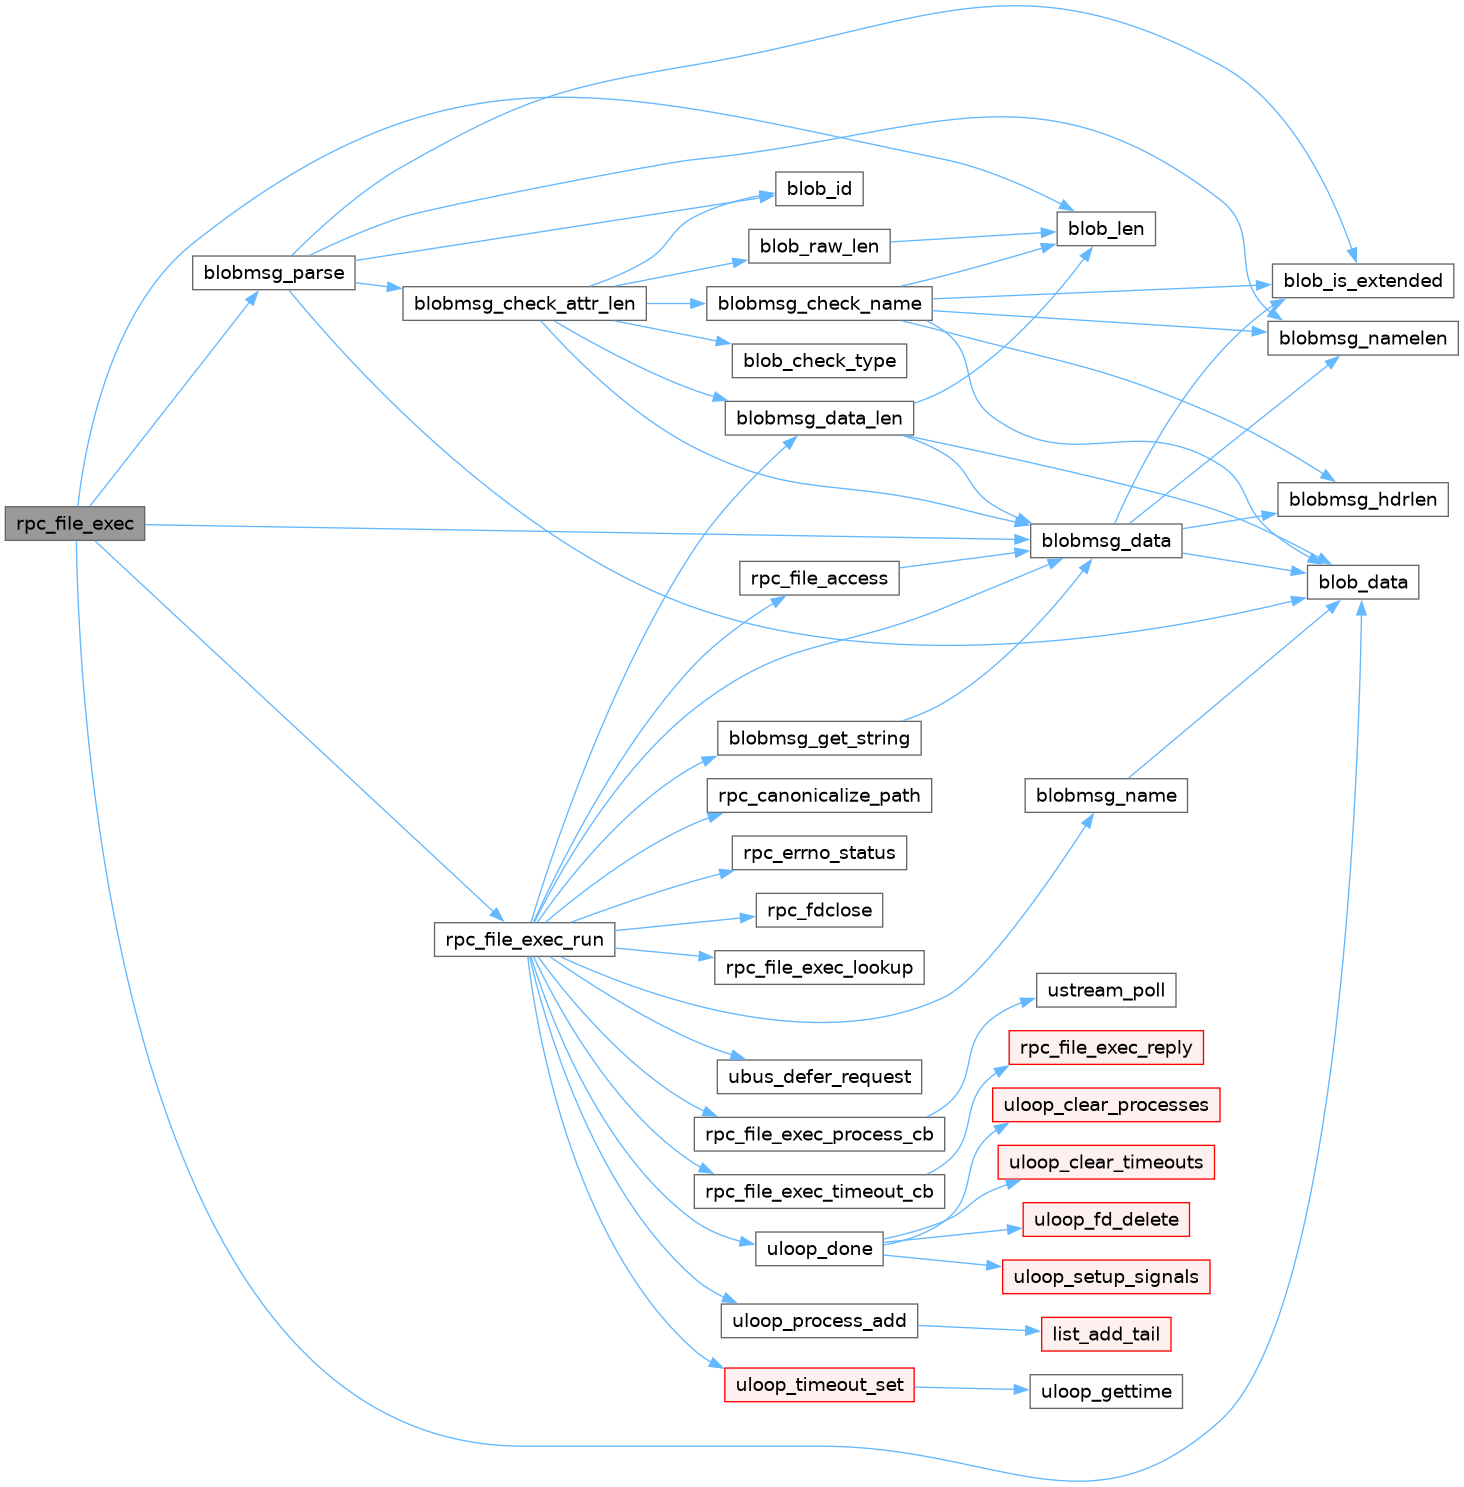 blob_id
blob_len
blob_raw_len
blobmsg_parse
blob_is_extended
blobmsg_check_attr_len
blobmsg_check_name
blobmsg_namelen
blob_check_type
blobmsg_data_len
blobmsg_hdrlen
rpc_file_exec
blobmsg_data
rpc_file_access
blob_data
blobmsg_get_string
rpc_canonicalize_path
blobmsg_name
rpc_errno_status
rpc_fdclose
rpc_file_exec_run
rpc_file_exec_lookup
ustream_poll
rpc_file_exec_reply
ubus_defer_request
uloop_clear_processes
rpc_file_exec_process_cb
uloop_clear_timeouts
rpc_file_exec_timeout_cb
uloop_fd_delete
uloop_done
uloop_setup_signals
uloop_process_add
list_add_tail
uloop_timeout_set
uloop_gettime